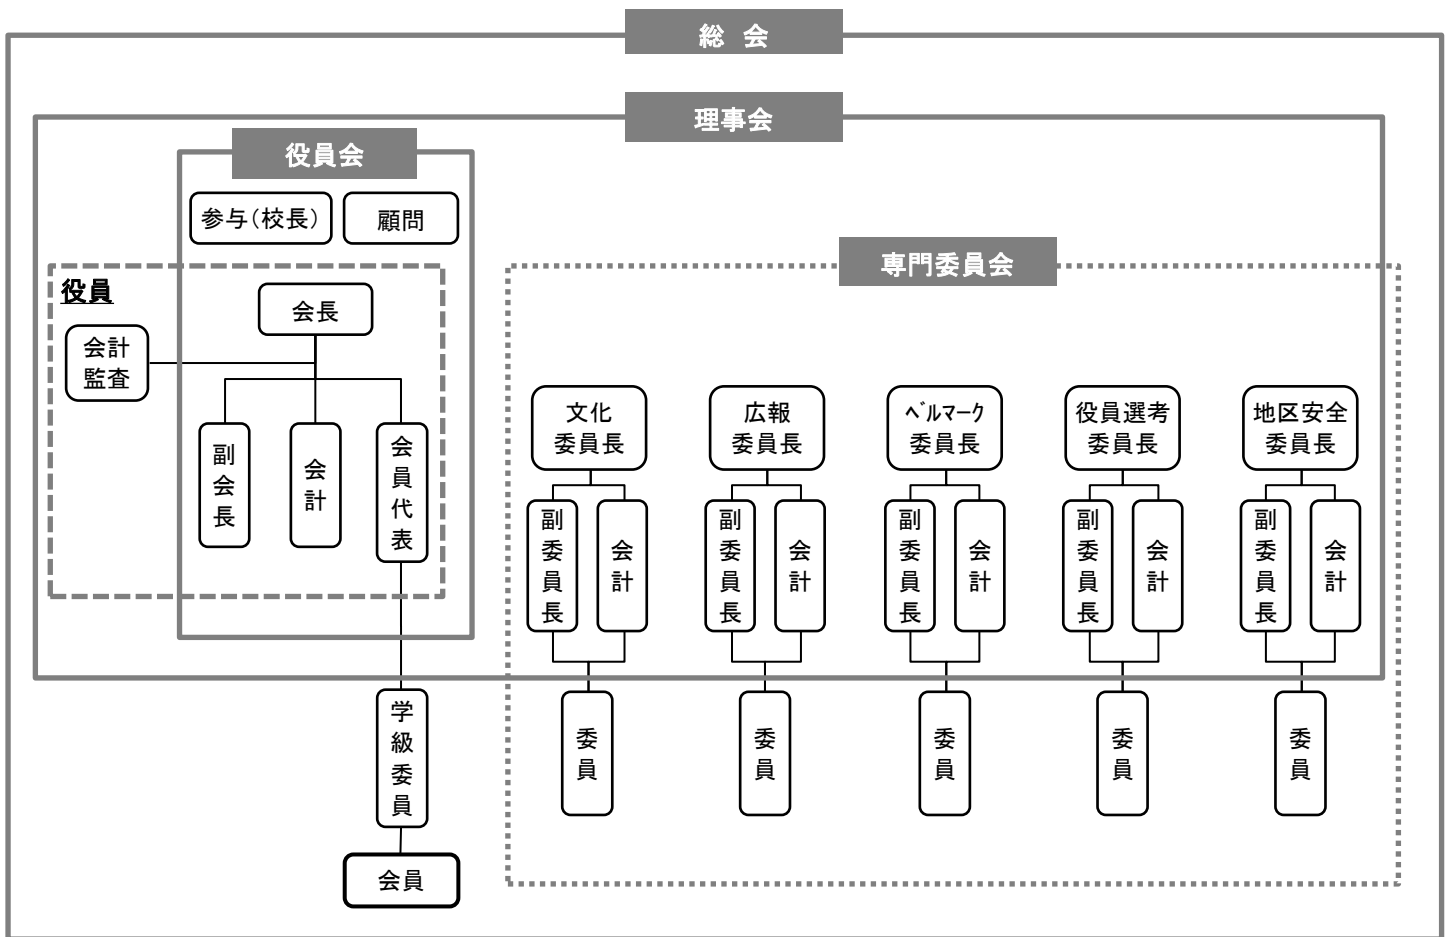 総 会
理事会
役員会
参与(校長)
顧問
役員
会長
会計
監査
副会長
会計
会員代表
学級委員
会員
専門委員会
文化
委員長
副委員長
会計
委員
広報
委員長
副委員長
会計
委員
ﾍﾞﾙﾏｰｸ
委員長
副委員長
会計
委員
役員選考
委員長
副委員長
会計
委員
地区安全
委員長
副委員長
会計
委員